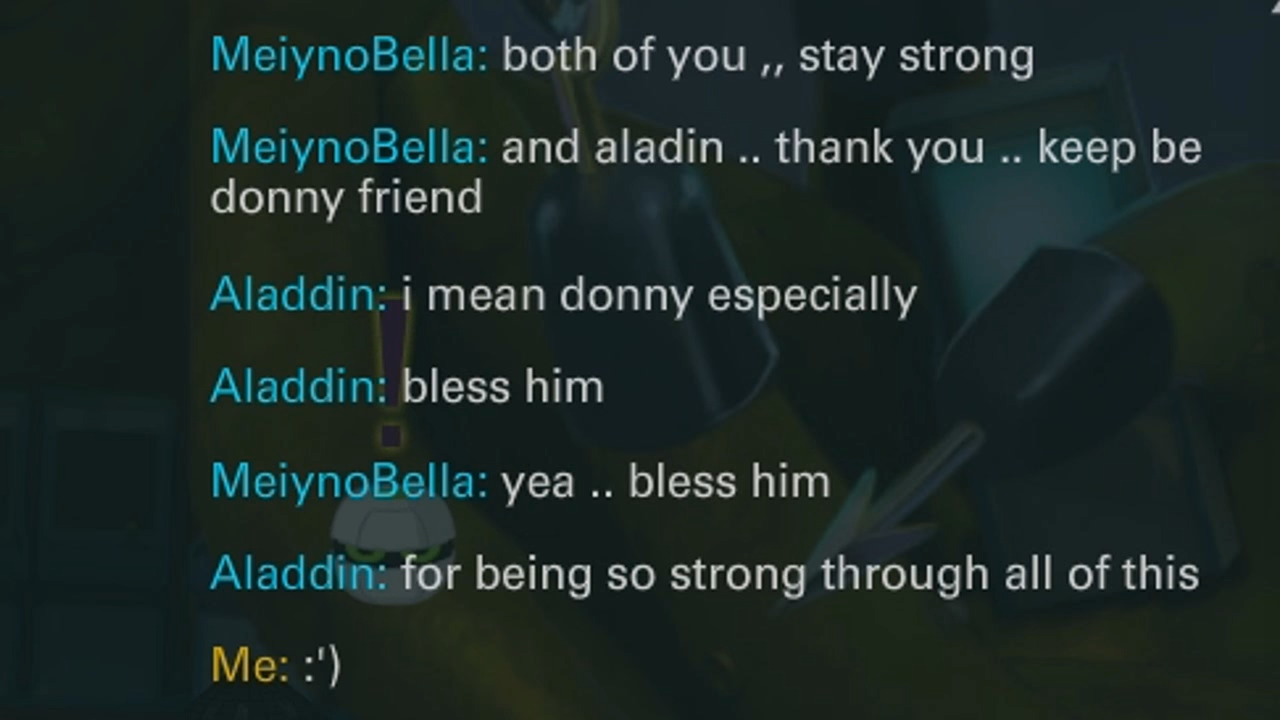 MeiynoBella: both of you ,, stay strong
MeiynoBella: and aladin .. thank you .. keep be
donny friend
Aladdin: i mean donny especially
Aladdin: bless him
MeiynoBella: yea .. bless him
Aladdin: for being so strong through all of this
Me: :')